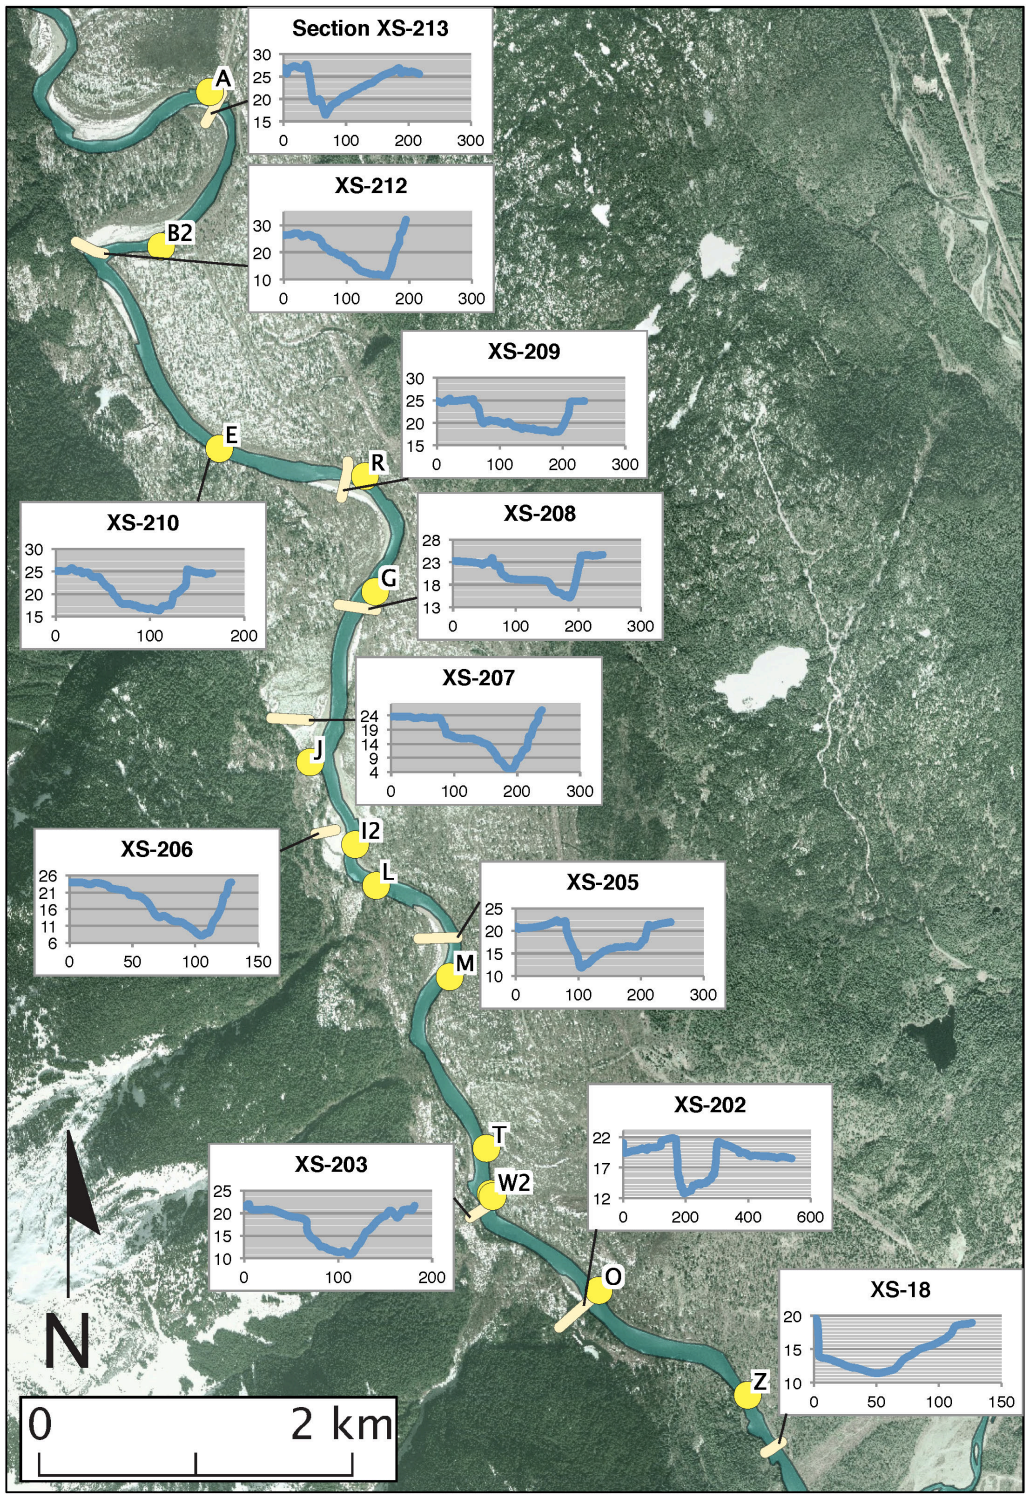 Section XS-213
30
25
20
15
0 100 200 300
A
XS-212
30
20
10
0 100 200 300
B2
XS-209
30
25
20
15
0 100 200 300
E
R
XS-210
30
25
20
15
0 100 200
XS-208
28
23
18
13
0 100 200 300
G
XS-207
24
19
14
9
4
0 100 200 300
J
I2
XS-206
26
21
16
11
6
0 50 100 150
L
XS-205
25
20
15
10
0 100 200 300
M
XS-202
22
17
12
0 200 400 600
T
XS-203
25
20
15
10
0 100 200
W2
O
XS-18
20
15
10
0 50 100 150
Z
N
0 2 km